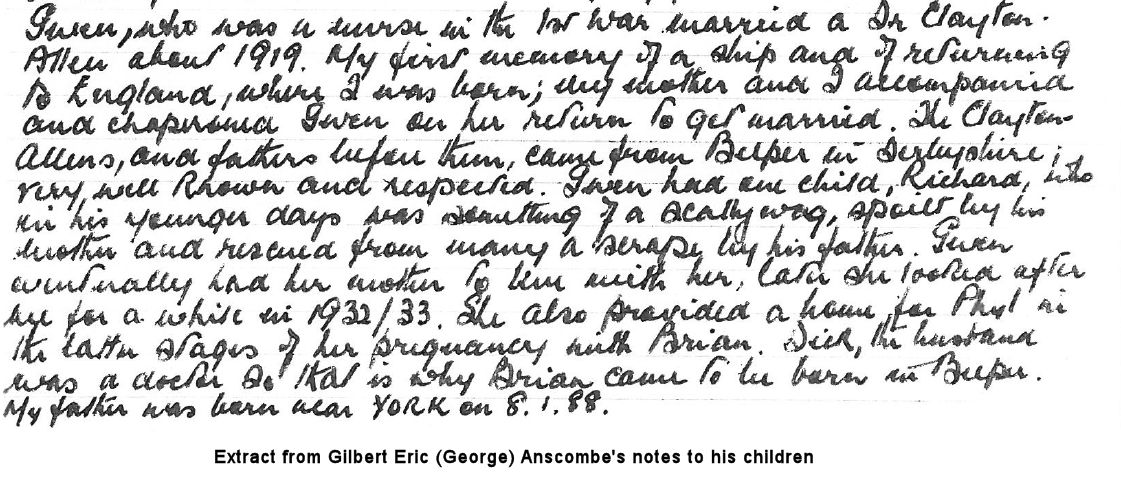 Gwen, who was a nurse in the 1st war married a Dr Clayton-
Allen about 1919. My first memory of a ship and of returning
to England, where I was born; my mother and I accompanied
and chaperoned Gwen on her return to get married. The Clayton-
Allens, and fathers before them, came from Belper in Derbyshire;
very, well known and respected. Gwen had one child, Richard, who
in his younger days was something of a scallywag, spoilt by his
mother and rescued from many a scrape by his father. Gwen
eventually had her mother to live with her, later she looked after
me for a while in 1932/33. She also provided a home for Phyl in
the latter stages of her pregnancy with Brian. Dick, the husband
was a doctor so that is why Brian came to be born in Belper.
My father was born near YORK on 8.1.88.
Extract from Gilbert Eric (George) Anscombe's notes to his children